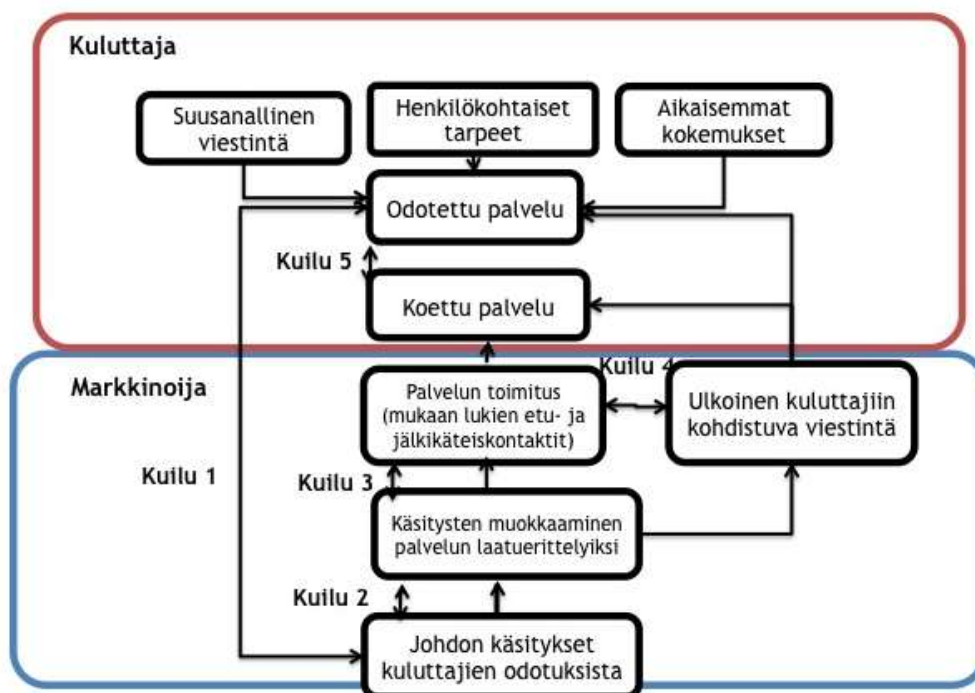 Kuluttaja
Suusanallinen
viestintä
Henkilökohtaiset
tarpeet
Aikaisemmat
kokemukset
Odotettu palvelu
Kuilu 5
Koettu palvelu
Markkinoija
Kuilu 4
Palvelun toimitus
(mukaan lukien etu- ja
jälkikäteiskontaktit)
Ulkoinen kuluttajiin
kohdistuva viestintä
Kuilu 1
Kuilu 3
Käsitysten muokkaaminen
palvelun laatuerittelyiksi
Kuilu 2
Johdon käsitykset
kuluttajien odotuksista